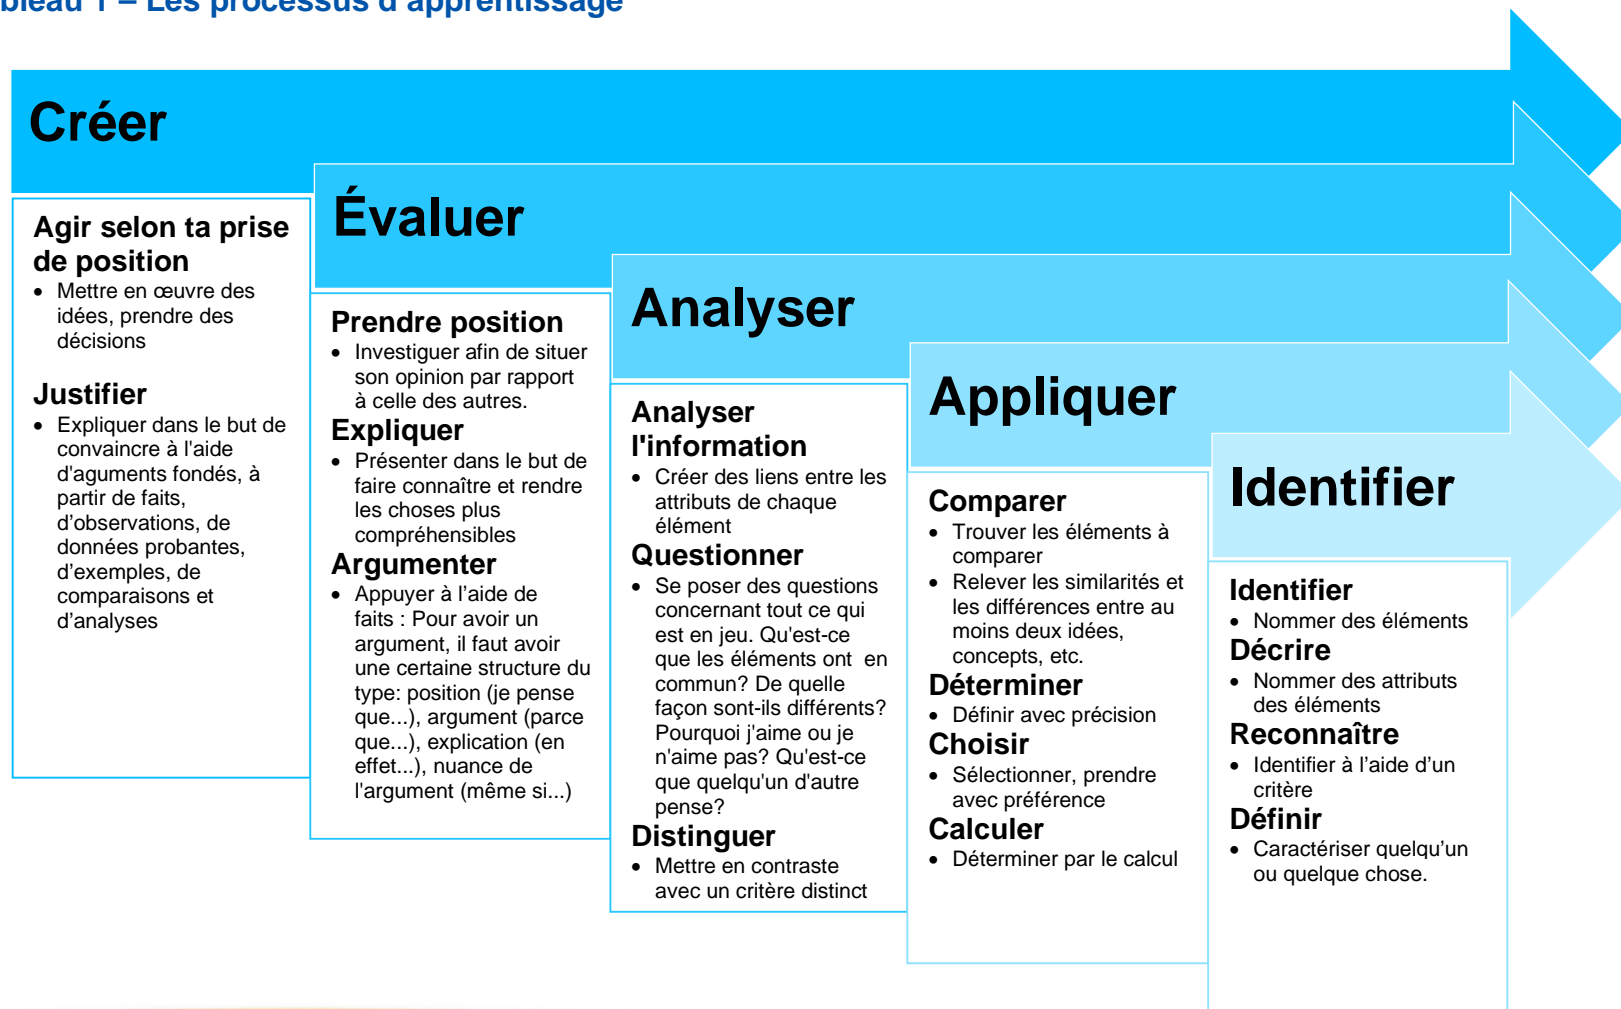 bleau 1 – Les processus d'apprentissage
Créer
Agir selon ta prise
de position
• Mettre en œuvre des
idées, prendre des
décisions
Justifier
• Expliquer dans le but de
convaincre à l'aide
d'aguments fondés, à
partir de faits,
d'observations, de
données probantes,
d'exemples, de
comparaisons et
d'analyses
Évaluer
Prendre position
• Investiguer afin de situer
son opinion par rapport
à celle des autres.
Expliquer
• Présenter dans le but de
faire connaître et rendre
les choses plus
compréhensibles
Argumenter
• Appuyer à l'aide de
faits : Pour avoir un
argument, il faut avoir
une certaine structure du
type: position (je pense
que...), argument (parce
que...), explication (en
effet...), nuance de
l'argument (même si...)
Analyser
Analyser
l'information
• Créer des liens entre les
attributs de chaque
élément
Questionner
• Se poser des questions
concernant tout ce qui
est en jeu. Qu'est-ce
que les éléments ont en
commun? De quelle
façon sont-ils différents?
Pourquoi j'aime ou je
n'aime pas? Qu'est-ce
que quelqu'un d'autre
pense?
Distinguer
• Mettre en contraste
avec un critère distinct
Appliquer
Comparer
• Trouver les éléments à
comparer
• Relever les similarités et
les différences entre au
moins deux idées,
concepts, etc.
Déterminer
• Définir avec précision
Choisir
• Sélectionner, prendre
avec préférence
Calculer
• Déterminer par le calcul
Identifier
Identifier
• Nommer des éléments
Décrire
• Nommer des attributs
des éléments
Reconnaître
• Identifier à l'aide d'un
critère
Définir
• Caractériser quelqu'un
ou quelque chose.